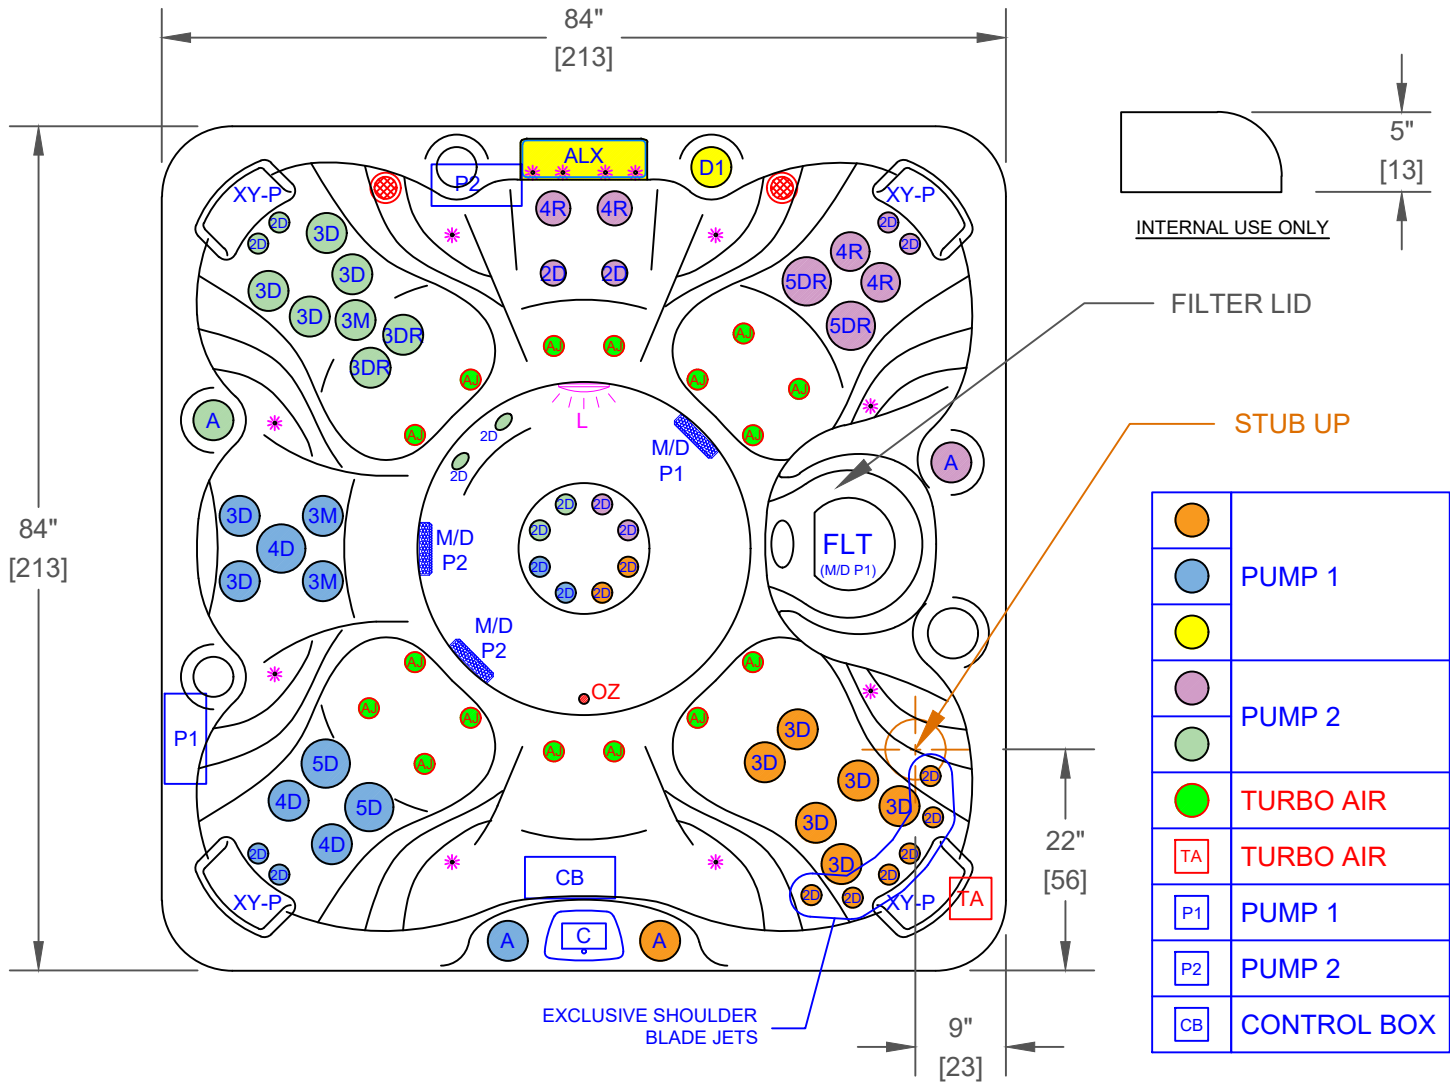 84"
[213]
5"
[13]
INTERNAL USE ONLY
ALX
D1
P2
XY-P
XY-P
4R
4R
2D
2D
3D
2D
2D
4R
3D
3D
5DR
4R
2D
2D
3D
3M
3DR
5DR
3DR
FILTER LID
AJ
AJ
AJ
AJ
AJ
AJ
AJ
AJ
L
A
A
2D
2D
M/D
P1
STUB UP
84"
[213]
3D
3M
4D
3D
3M
M/D
P2
2D
2D
2D
2D
2D
2D
2D
2D
FLT
(M/D P1)
M/D
P2
OZ
PUMP 1
PUMP 2
TURBO AIR
TA
TURBO AIR
P1
PUMP 1
P2
PUMP 2
CB
CONTROL BOX
AJ
AJ
AJ
AJ
AJ
AJ
AJ
AJ
P1
5D
4D
5D
4D
2D
2D
XY-P
3D
3D
3D
3D
3D
3D
2D
2D
2D
2D
2D
2D
XY-P
TA
CB
A
C
A
22"
[56]
EXCLUSIVE SHOULDER
BLADE JETS
9"
[23]